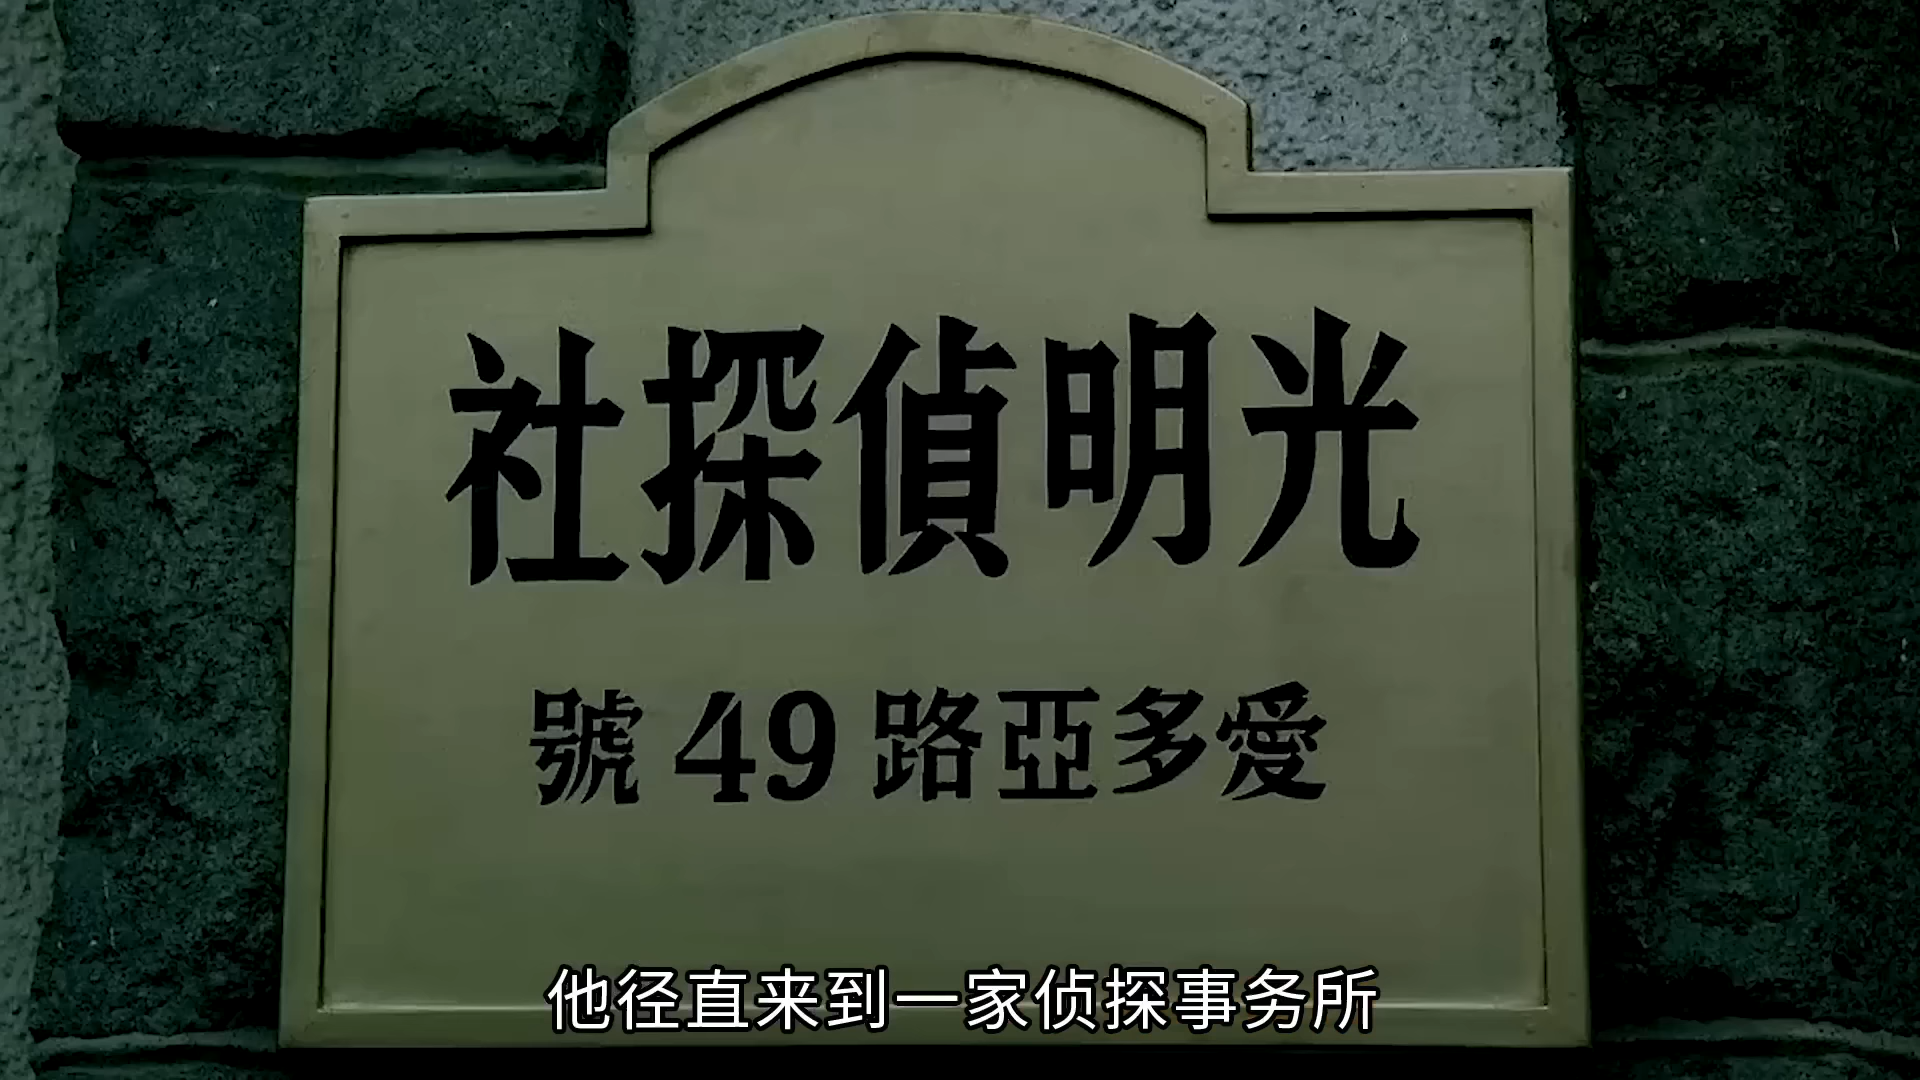 光明偵探社
愛多亞路49號
他径直来到一家侦探事务所